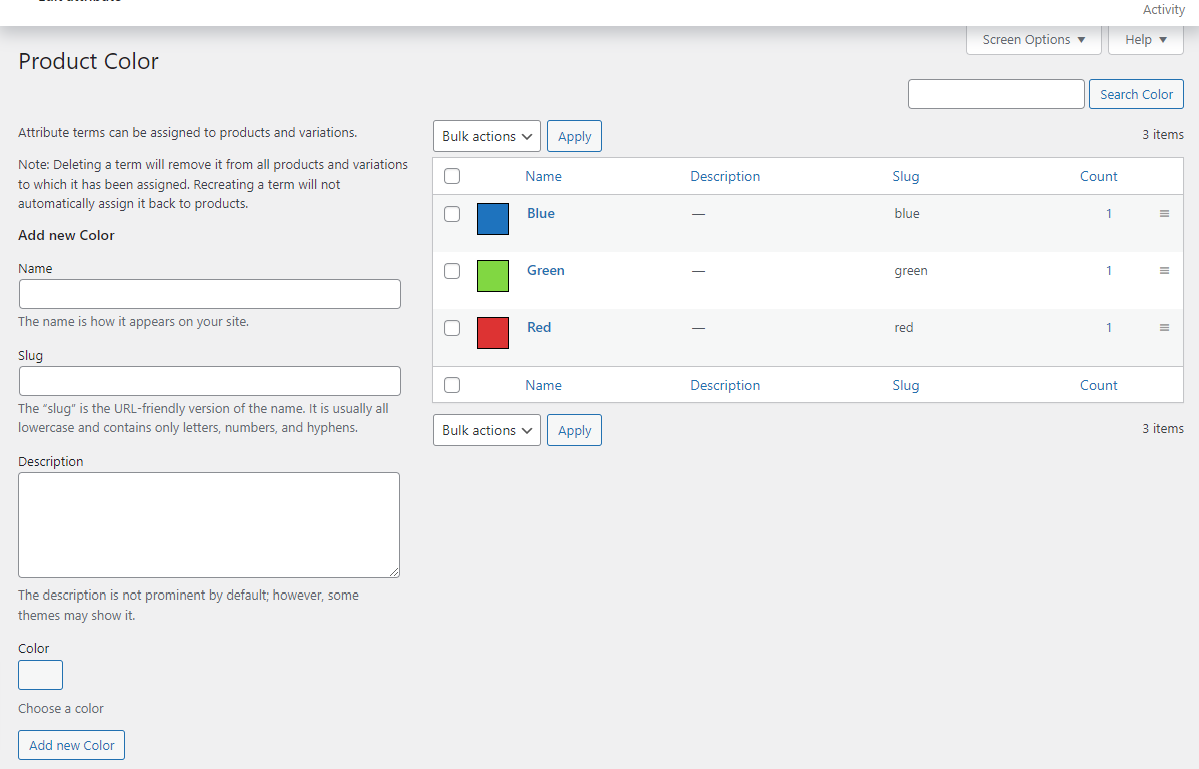 Edit attribute
Activity
Screen Options ▼
Help ▼
Product Color
Search Color
Attribute terms can be assigned to products and variations.
Note: Deleting a term will remove it from all products and variations
to which it has been assigned. Recreating a term will not
automatically assign it back to products.
Add new Color
Name
The name is how it appears on your site.
Slug
The “slug” is the URL-friendly version of the name. It is usually all
lowercase and contains only letters, numbers, and hyphens.
Description
The description is not prominent by default; however, some
themes may show it.
Color
Choose a color
Add new Color
Bulk actions
Apply
3 items
Name Description Slug Count
Blue — blue 1
Green — green 1
Red — red 1
Name Description Slug Count
Bulk actions
Apply
3 items